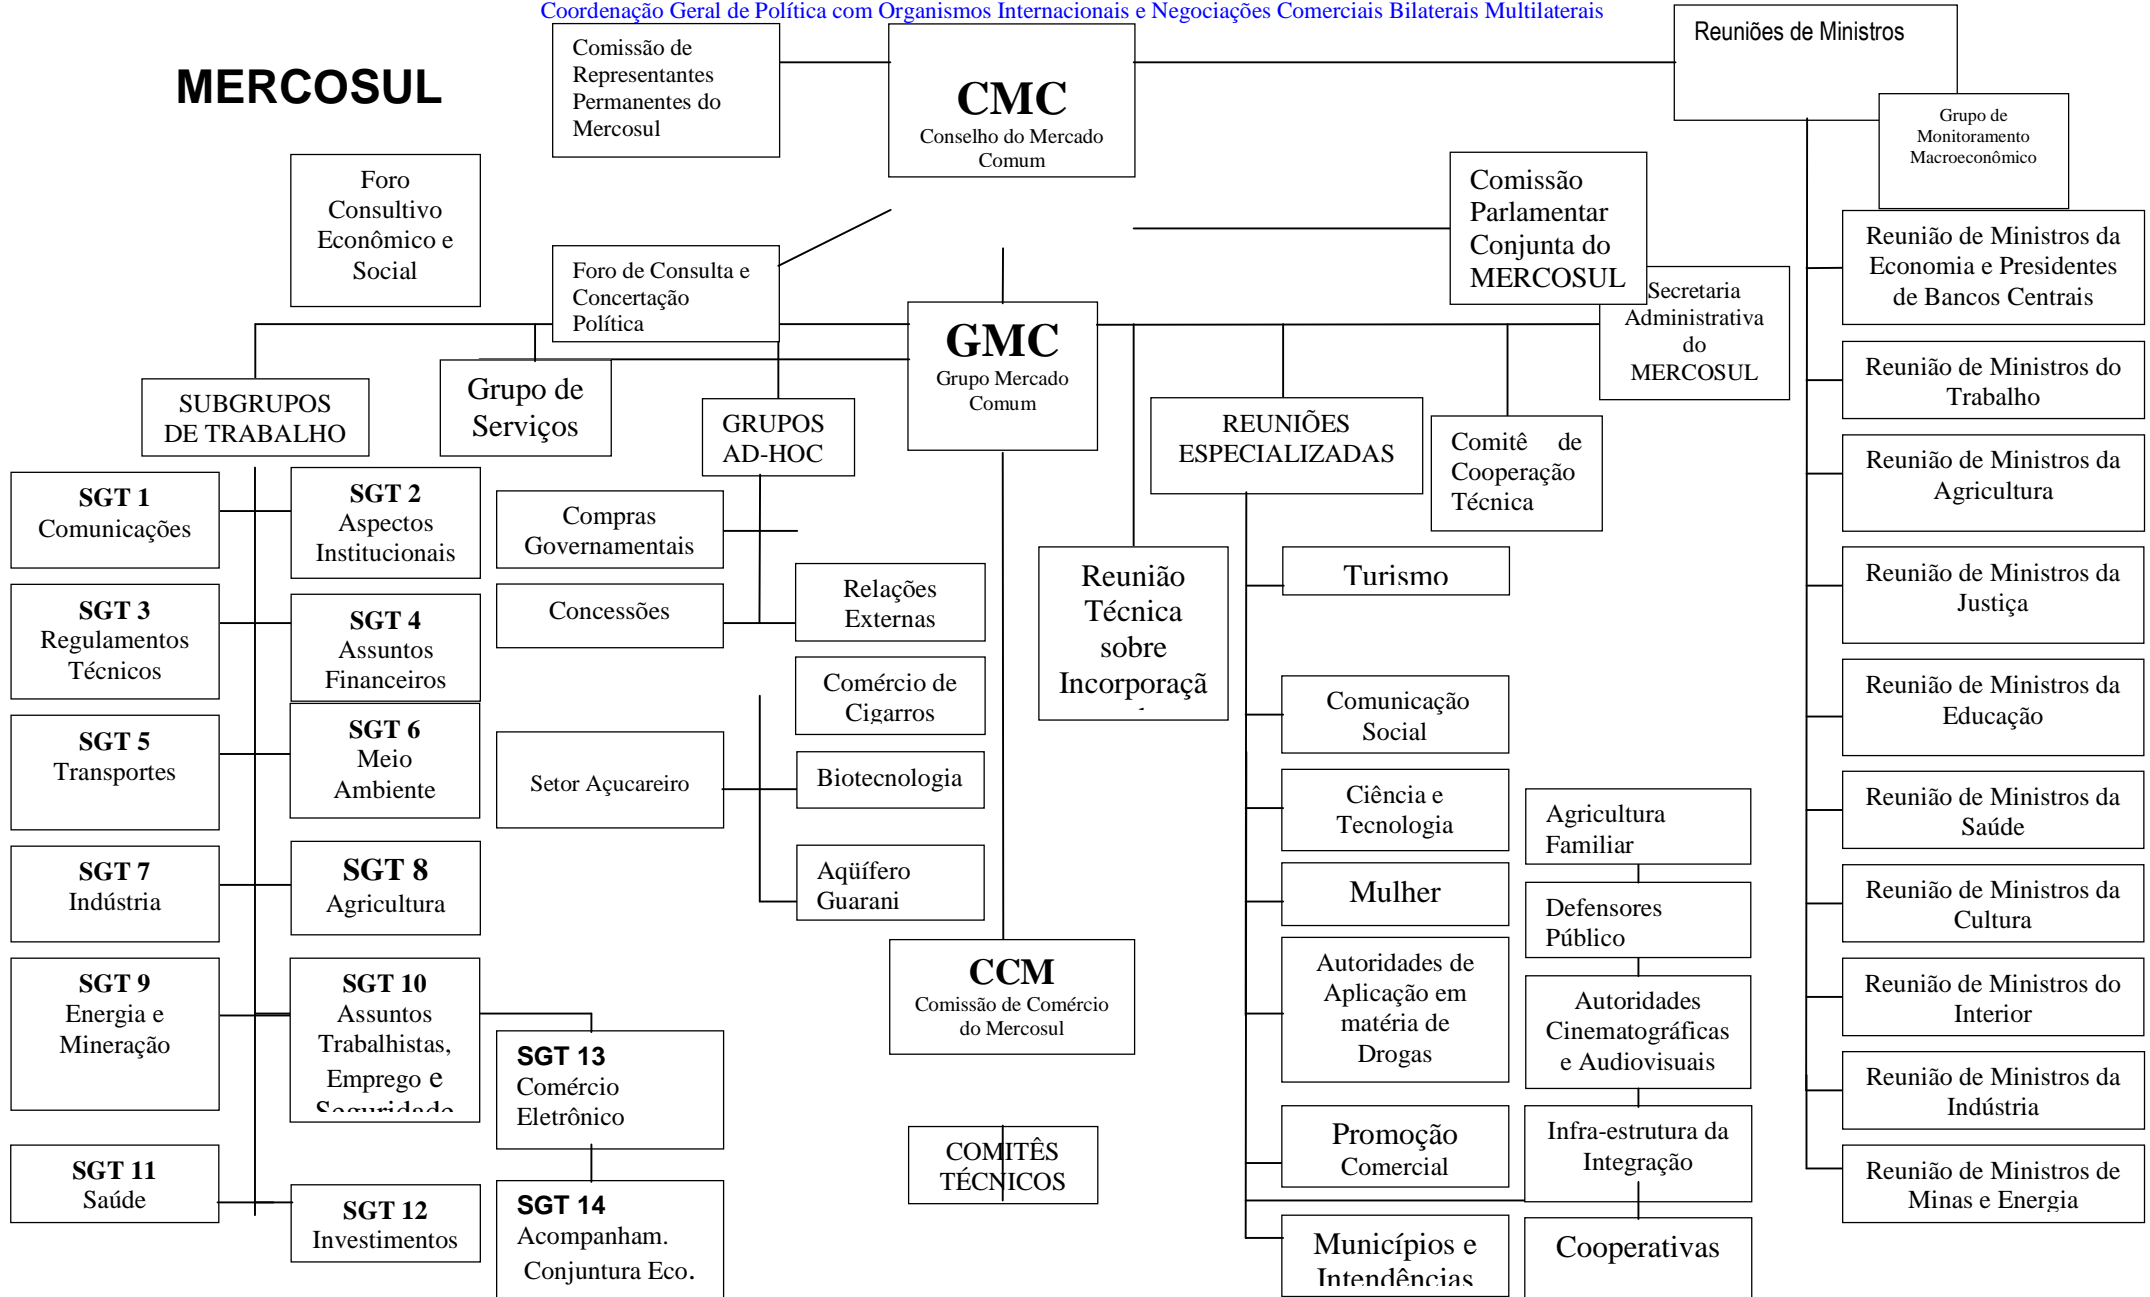 Coordenação Geral de Política com Organismos Internacionais e Negociações Comerciais Bilaterais Multilaterais
MERCOSUL
Comissão de
Representantes
Permanentes do
Mercosul
CMC
Conselho do Mercado
Comum
Reuniões de Ministros
Grupo de
Monitoramento
Macroeconômico
Foro
Consultivo
Econômico e
Social
Foro de Consulta e
Concertação
Política
Comissão
Parlamentar
Conjunta do
MERCOSUL
Secretaria
Administrativa
do
MERCOSUL
GMC
Grupo Mercado
Comum
SUBGRUPOS
DE TRABALHO
Grupo de
Serviços
GRUPOS
AD-HOC
REUNIÕES
ESPECIALIZADAS
Comitê de
Cooperação
Técnica
SGT 1
Comunicações
SGT 2
Aspectos
Institucionais
SGT 3
Regulamentos
Técnicos
SGT 4
Assuntos
Financeiros
SGT 5
Transportes
SGT 6
Meio
Ambiente
SGT 7
Indústria
SGT 8
Agricultura
SGT 9
Energia e
Mineração
SGT 10
Assuntos
Trabalhistas,
Emprego e
Seguridade
SGT 11
Saúde
SGT 12
Investimentos
SGT 13
Comércio
Eletrônico
SGT 14
Acompanham.
Conjuntura Eco.
Compras
Governamentais
Concessões
Relações
Externas
Comércio de
Cigarros
Setor Açucareiro
Biotecnologia
Aqüífero
Guarani
CCM
Comissão de Comércio
do Mercosul
COMITÊS
TÉCNICOS
Reunião
Técnica
sobre
Incorporaçã
Turismo
Comunicação
Social
Ciência e
Tecnologia
Mulher
Autoridades de
Aplicação em
matéria de
Drogas
Promoção
Comercial
Municípios e
Intendências
Agricultura
Familiar
Defensores
Público
Autoridades
Cinematográficas
e Audiovisuais
Infra-estrutura da
Integração
Cooperativas
Reunião de Ministros da
Economia e Presidentes
de Bancos Centrais
Reunião de Ministros do
Trabalho
Reunião de Ministros da
Agricultura
Reunião de Ministros da
Justiça
Reunião de Ministros da
Educação
Reunião de Ministros da
Saúde
Reunião de Ministros da
Cultura
Reunião de Ministros do
Interior
Reunião de Ministros da
Indústria
Reunião de Ministros de
Minas e Energia